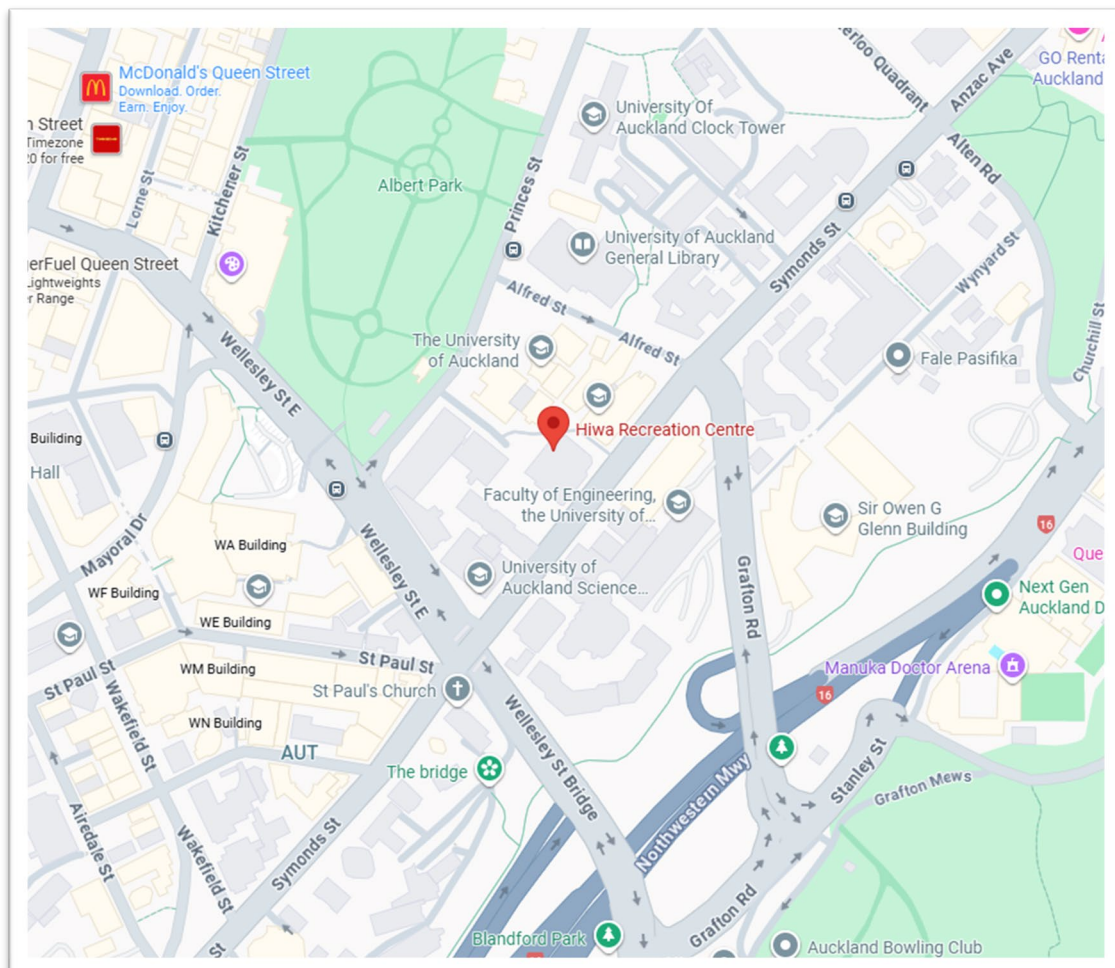 McDonald's Queen Street
Download. Order.
Earn. Enjoy.
GO Renta
Auckland
Quadrant
Anzac Ave
n Street
Timezone
20 for free
University Of
Auckland Clock Tower
Alten Rd
Lorne St
Kitchener St
Albert Park
Princes St
Symonds St
Wynyard St
gerFuel Queen Street
Lightweights
r Range
University of Auckland
General Library
Alfred St
Alfred St
Churchill St
Wellesley St E
The University
of Auckland
Fale Pasifika
Building
Hall
Hiwa Recreation Centre
Faculty of Engineering,
the University of...
Sir Owen G
Glenn Building
16
Mayoral Dr
WA Building
Wellesley St E
University of
Auckland Science...
Que
WF Building
Grafton Rd
Next Gen
Auckland D
WE Building
St Paul St
St Paul St
WM Building
St Paul's Church
Manuka Doctor Arena
16
Wakefield St
WN Building
AUT
Wellesley St Bridge
The bridge
Northwestern Mwy
Stanley St
Grafton Mews
Airedale St
Wakefield St
Symonds St
Grafton Rd
Blandford Park
Auckland Bowling Club
St